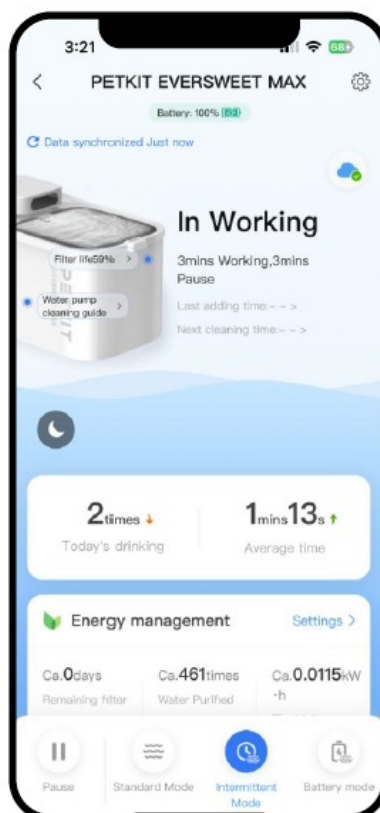 3:21
68
PETKIT EVERSWEET MAX
Battery: 100%
Data synchronized Just now
In Working
Filter life59% >
3mins Working,3mins
Pause
Water pump
cleaning guide >
Last adding time:- - >
Next cleaning time:- - >
2times
1mins13s
Today's drinking
Average time
Energy management
Settings >
Ca.0days
Ca.461times
Ca.0.0115kW
·h
Remaining filter
Water Purified
Pause
Standard Mode
Intermittent
Mode
Battery mode